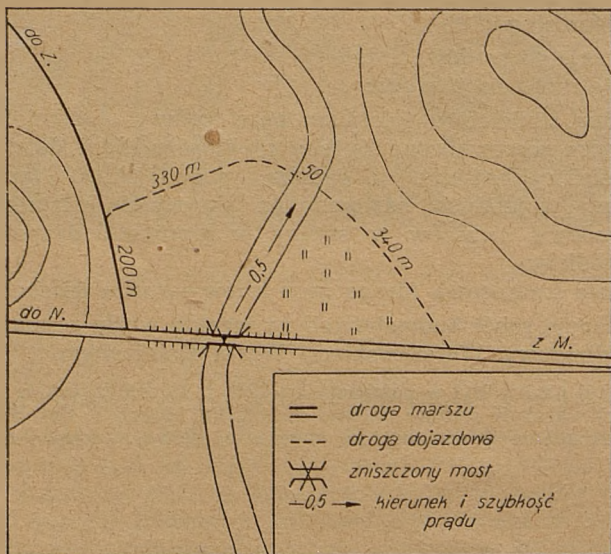 do Z.
330 m
50
200 m
0,5
340 m
do N.
z M.
droga marszu
droga dojazdowa
zniszczony most
0,5 kierunek i szybkość
prądu